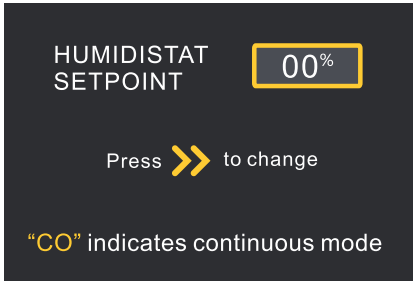 HUMIDISTAT
SETPOINT
00%
Press >> to change
“CO” indicates continuous mode